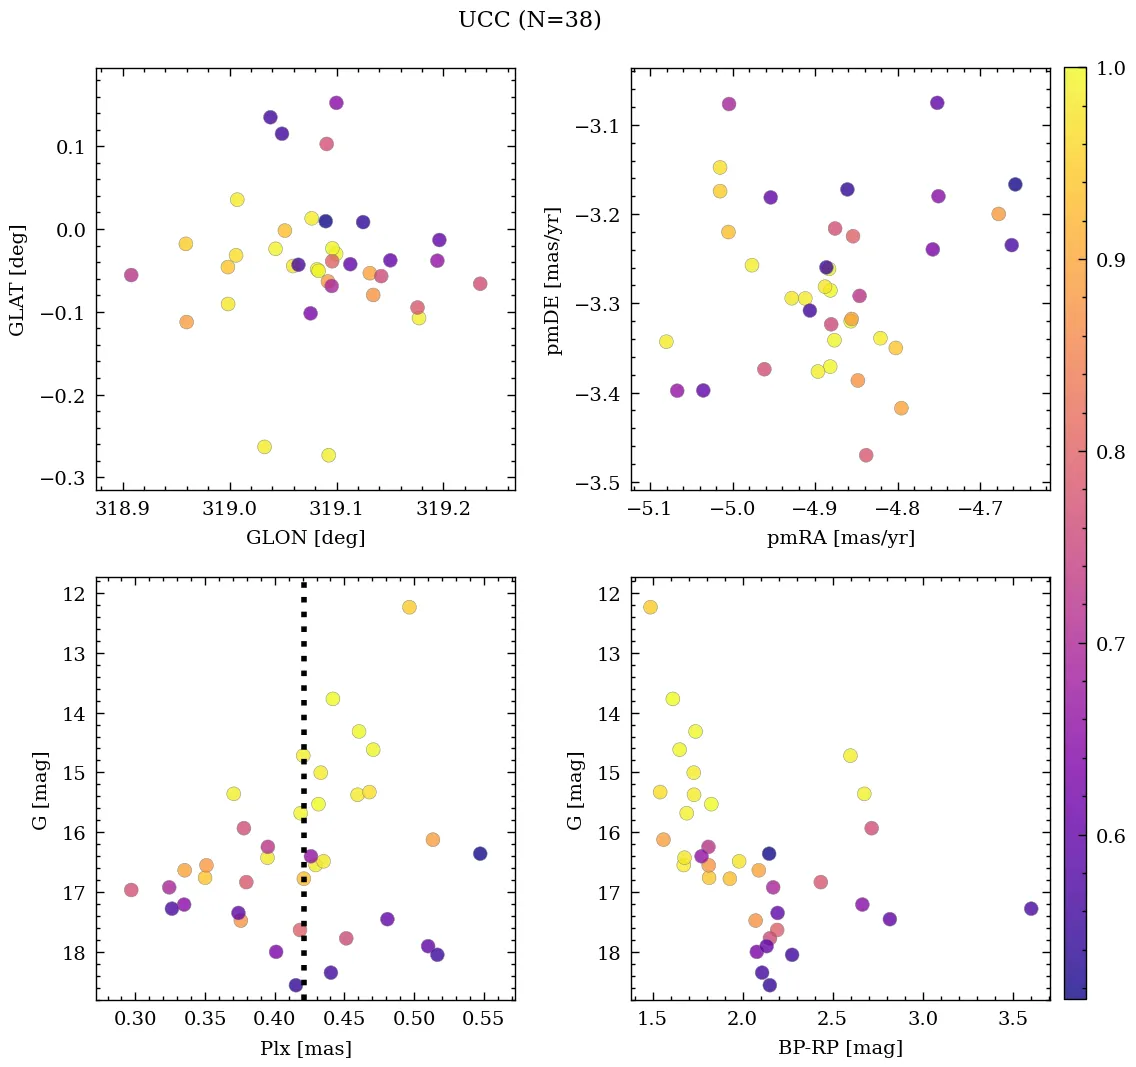 UCC (N=38)
0.1
0.0
−0.1
−0.2
−0.3
GLAT [deg]
318.9 319.0 319.1 319.2
GLON [deg]
−3.1
−3.2
−3.3
−3.4
−3.5
pmDE [mas/yr]
−5.1 −5.0 −4.9 −4.8 −4.7
pmRA [mas/yr]
1.0
0.9
0.8
0.7
0.6
12
13
14
15
16
17
18
G [mag]
0.30 0.35 0.40 0.45 0.50 0.55
Plx [mas]
12
13
14
15
16
17
18
G [mag]
1.5 2.0 2.5 3.0 3.5
BP-RP [mag]